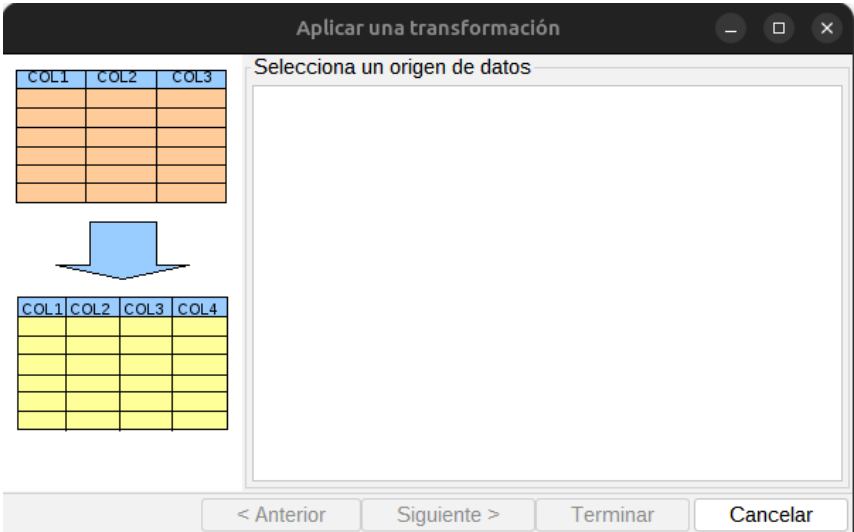 Aplicar una transformación
COL1 COL2 COL3
Selecciona un origen de datos
COL1 COL2 COL3 COL4
< Anterior Siguiente > Terminar Cancelar